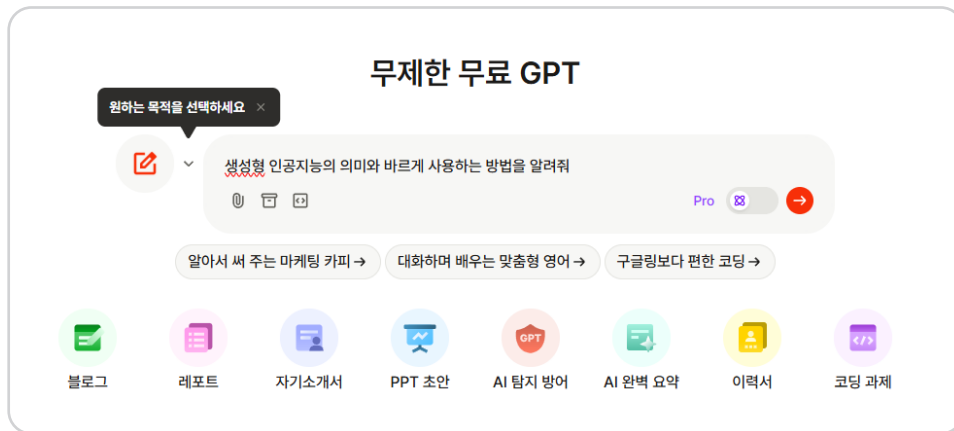 무제한 무료 GPT
원하는 목적을 선택하세요 ×
생성형 인공지능의 의미와 바르게 사용하는 방법을 알려줘
Pro
알아서 써 주는 마케팅 카피 →
대화하며 배우는 맞춤형 영어 →
구글링보다 편한 코딩 →
GPT
블로그
레포트
자기소개서
PPT 초안
AI 탐지 방어
AI 완벽 요약
이력서
코딩 과제